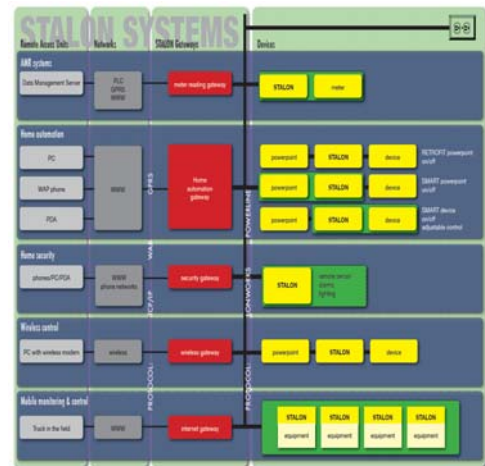 STALON SYSTEMS
Remote Access Units
Networks
STALON Gateways
Devices
AMR systems
Data Management Server
PLC
GPRS
WWW
meter reading gateway
STALON
meter
Home automation
PC
WAP phone
PDA
WWW
Home
automation
gateway
powerpoint
STALON
device
RETROFIT powerpoint
on/off
powerpoint
STALON
device
SMART powerpoint
on/off
powerpoint
STALON
device
SMART device
on/off
adjustable control
Home security
phones/PC/PDA
WWW
phone networks
security gateway
STALON
remote sensor
alarms
lighting
Wireless control
PC with wireless modem
wireless
wireless gateway
powerpoint
STALON
device
Mobile monitoring & control
Truck in the field
WWW
internet gateway
STALON
equipment
STALON
equipment
STALON
equipment
STALON
equipment
GPRS
WAP
TCP/IP
PROTOCOL:
POWERLINE
PROTOCOL: